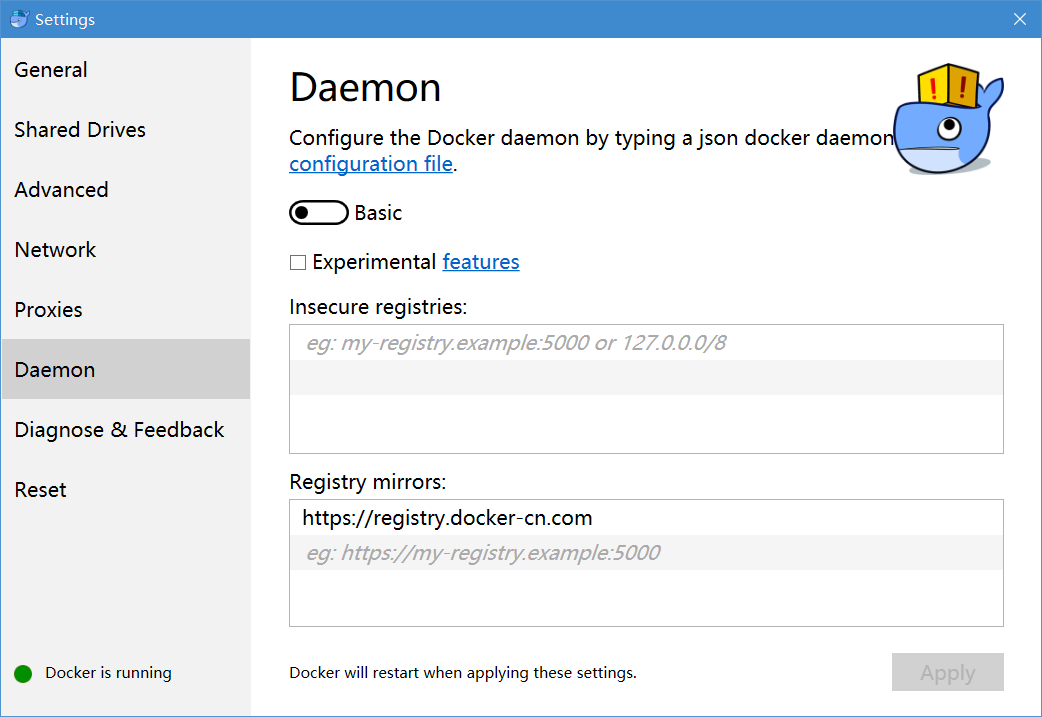 Settings
General
Shared Drives
Advanced
Network
Proxies
Daemon
Diagnose & Feedback
Reset
Docker is running
Daemon
Configure the Docker daemon by typing a json docker daemon
configuration file.
Basic
Experimental features
Insecure registries:
eg: my-registry.example:5000 or 127.0.0.0/8
Registry mirrors:
https://registry.docker-cn.com
eg: https://my-registry.example:5000
Docker will restart when applying these settings.
Apply